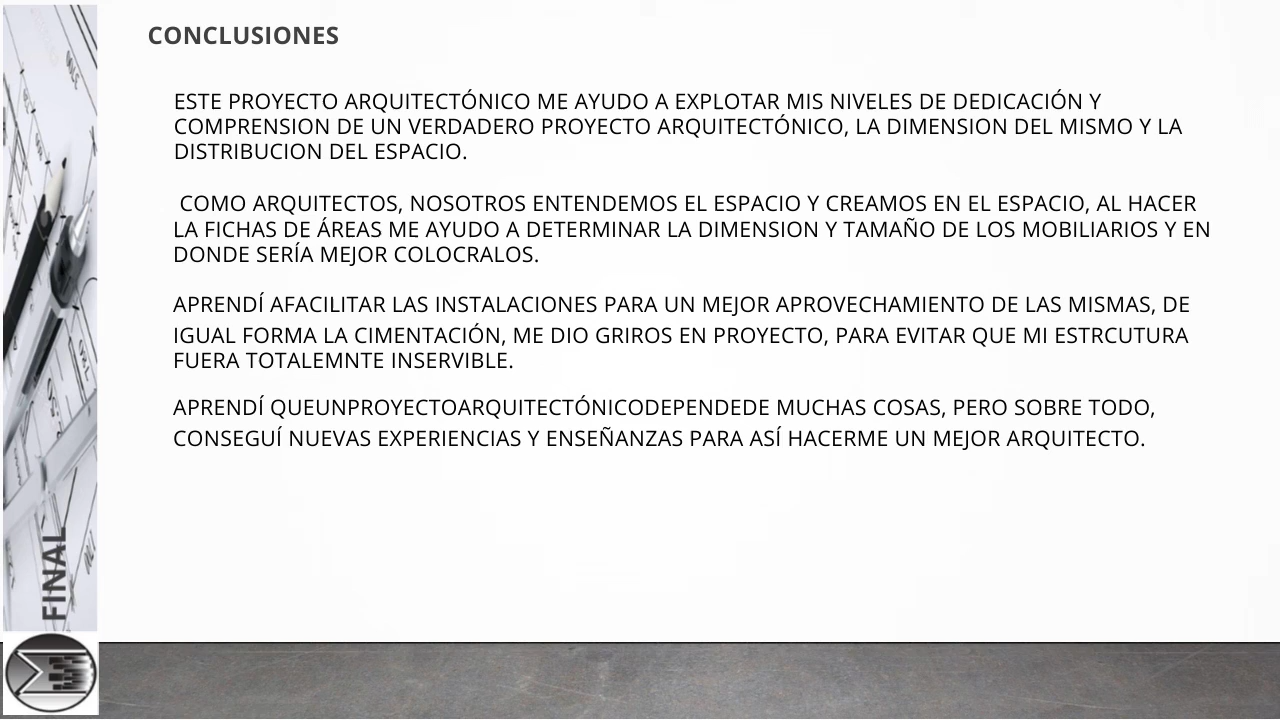 CONCLUSIONES
ESTE PROYECTO ARQUITECTÓNICO ME AYUDO A EXPLOTAR MIS NIVELES DE DEDICACIÓN Y
COMPRENSION DE UN VERDADERO PROYECTO ARQUITECTÓNICO, LA DIMENSION DEL MISMO Y LA
DISTRIBUCION DEL ESPACIO.
COMO ARQUITECTOS, NOSOTROS ENTENDEMOS EL ESPACIO Y CREAMOS EN EL ESPACIO, AL HACER
LA FICHAS DE ÁREAS ME AYUDO A DETERMINAR LA DIMENSION Y TAMAÑO DE LOS MOBILIARIOS Y EN
DONDE SERÍA MEJOR COLOCRALOS.
APRENDÍ AFACILITAR LAS INSTALACIONES PARA UN MEJOR APROVECHAMIENTO DE LAS MISMAS, DE
IGUAL FORMA LA CIMENTACIÓN, ME DIO GRIROS EN PROYECTO, PARA EVITAR QUE MI ESTRCUTURA
FUERA TOTALEMNTE INSERVIBLE.
APRENDÍ QUEUNPROYECTOARQUITECTÓNICODEPENDEDE MUCHAS COSAS, PERO SOBRE TODO,
CONSEGUÍ NUEVAS EXPERIENCIAS Y ENSEÑANZAS PARA ASÍ HACERME UN MEJOR ARQUITECTO.
FINAL